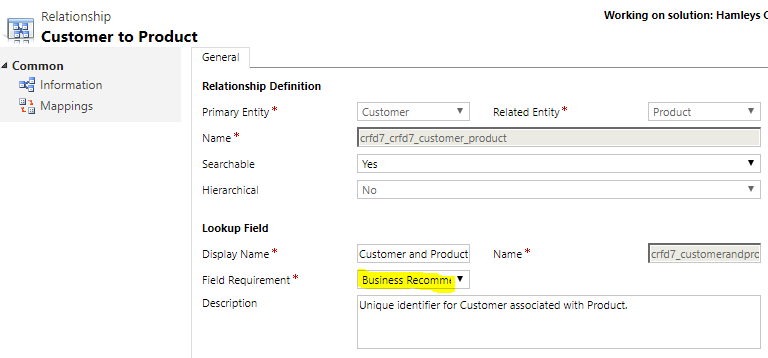 Relationship
Working on solution: Hamleys
Customer to Product
Common
Information
Mappings
General
Relationship Definition
Primary Entity * Customer Related Entity * Product
Name * crfd7_crfd7_customer_product
Searchable Yes
Hierarchical No
Lookup Field
Display Name * Customer and Product Name * crfd7_customerandpro
Field Requirement * Business Recomme
Description Unique identifier for Customer associated with Product.